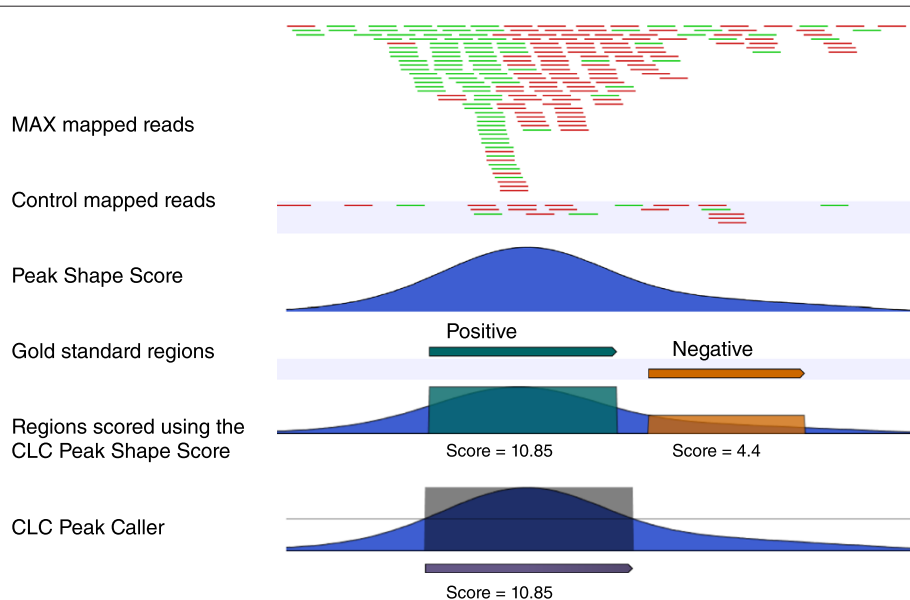 MAX mapped reads
Control mapped reads
Peak Shape Score
Positive
Gold standard regions
Negative
Regions scored using the
CLC Peak Shape Score
Score = 10.85
Score = 4.4
CLC Peak Caller
Score = 10.85